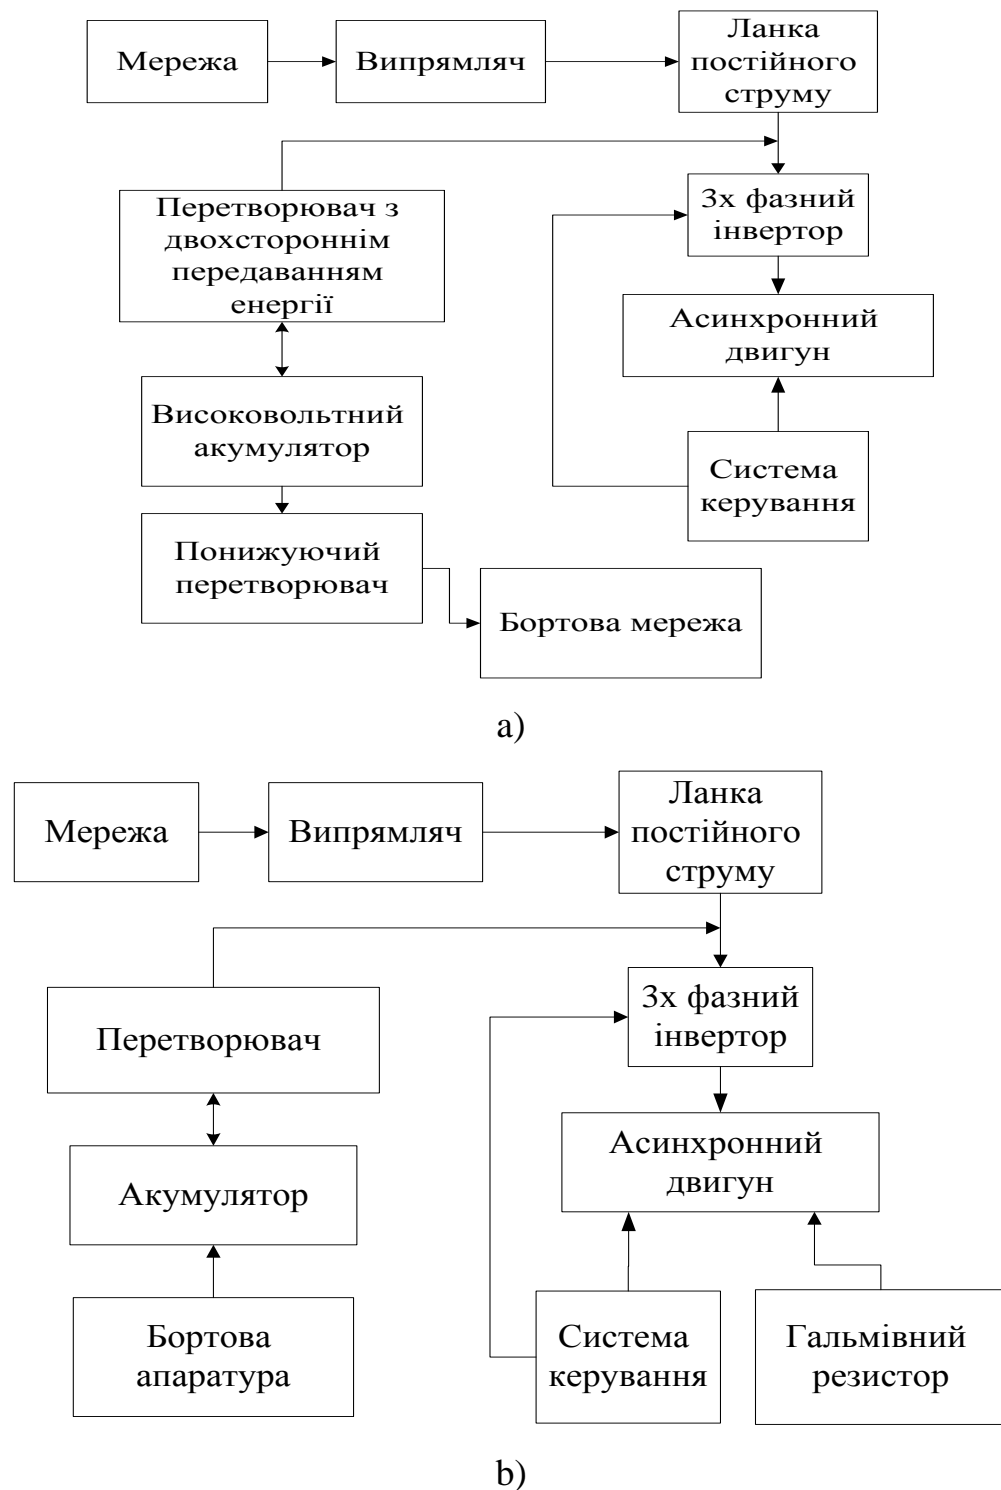 Мережа
Випрямляч
Ланка
постійного
струму
Перетворювач з
двохстороннім
передаванням
енергії
3х фазний
інвертор
Асинхронний
двигун
Високовольтний
акумулятор
Система
керування
Понижуючий
перетворювач
Бортова мережа
а)
Мережа
Випрямляч
Ланка
постійного
струму
Перетворювач
3х фазний
інвертор
Асинхронний
двигун
Акумулятор
Бортова
апаратура
Система
керування
Гальмівний
резистор
b)